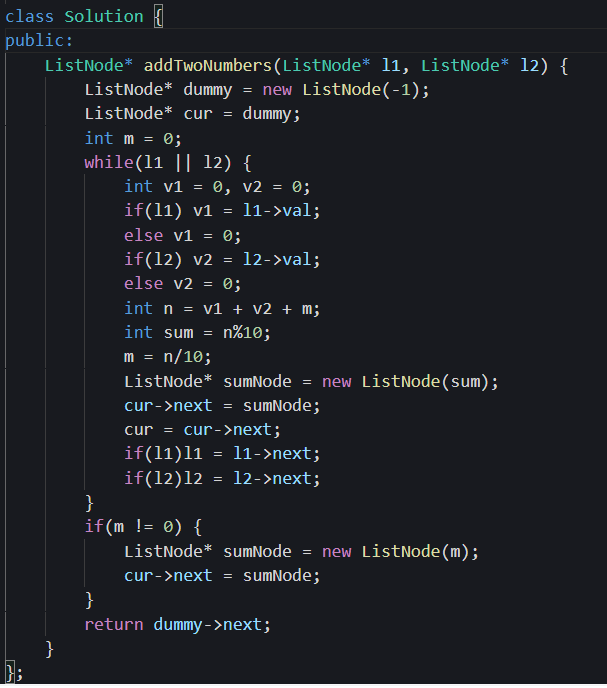 class Solution {
public:
    ListNode* addTwoNumbers(ListNode* l1, ListNode* l2) {
        ListNode* dummy = new ListNode(-1);
        ListNode* cur = dummy;
        int m = 0;
        while(l1 || l2) {
            int v1 = 0, v2 = 0;
            if(l1) v1 = l1->val;
            else v1 = 0;
            if(l2) v2 = l2->val;
            else v2 = 0;
            int n = v1 + v2 + m;
            int sum = n%10;
            m = n/10;
            ListNode* sumNode = new ListNode(sum);
            cur->next = sumNode;
            cur = cur->next;
            if(l1)l1 = l1->next;
            if(l2)l2 = l2->next;
        }
        if(m != 0) {
            ListNode* sumNode = new ListNode(m);
            cur->next = sumNode;
        }
        return dummy->next;
    }
};